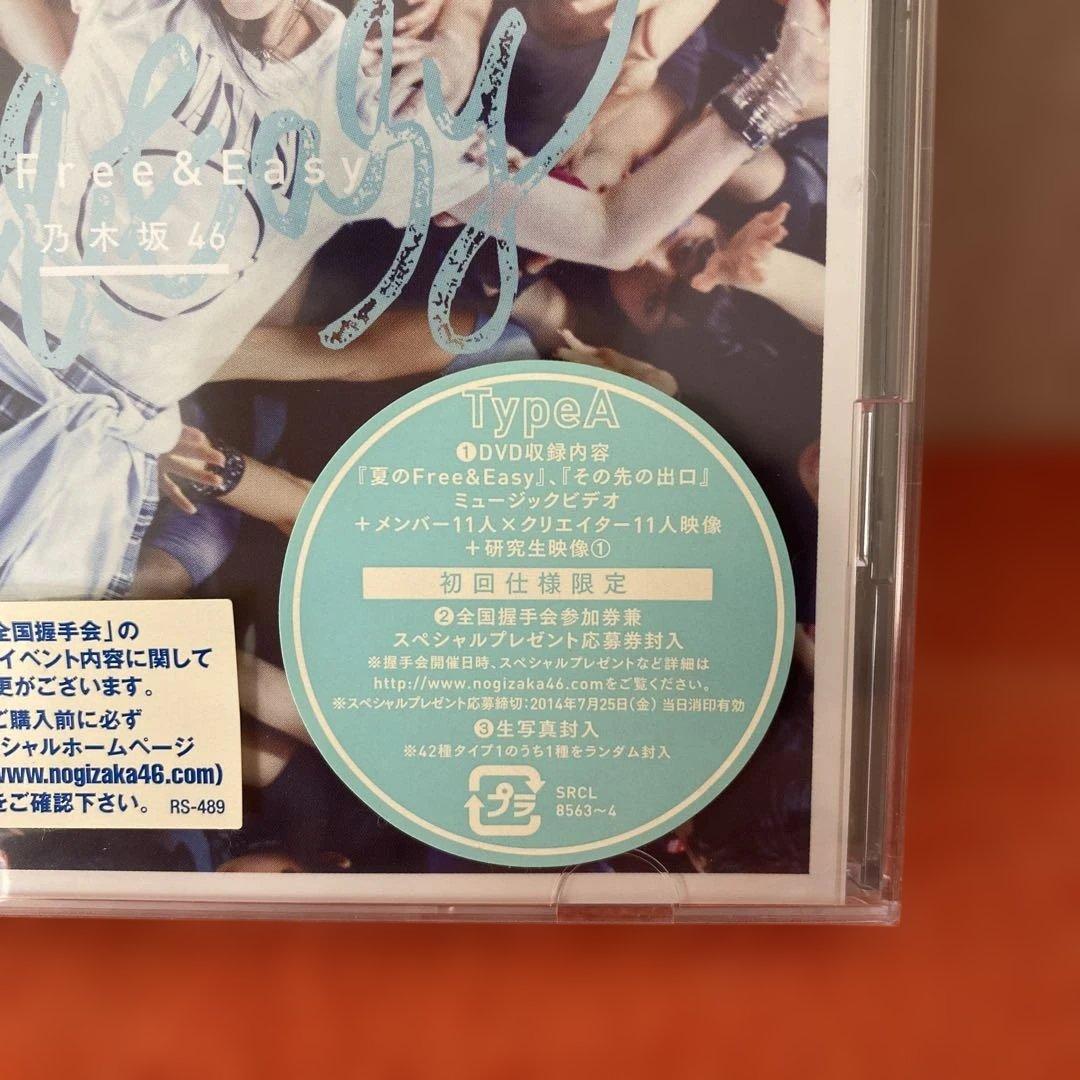 Easy
Free&Easy
乃木坂46
TypeA
❶DVD収録内容
『夏のFree&Easy』、『その先の出口』
ミュージックビデオ
＋メンバー11人×クリエイター11人映像
＋研究生映像①
初回仕様限定
❷全国握手会参加券兼
スペシャルプレゼント応募券封入
※握手会開催日時、スペシャルプレゼントなど詳細は
http://www.nogizaka46.comをご覧ください。
※スペシャルプレゼント応募締切：2014年7月25日（金）当日消印有効
❸生写真封入
※42種タイプ1のうち1種をランダム封入
プラ
SRCL
8563〜4
全国握手会」の
イベント内容に関して
更がございます。
ご購入前に必ず
シャルホームページ
www.nogizaka46.com)
をご確認下さい。 RS-489